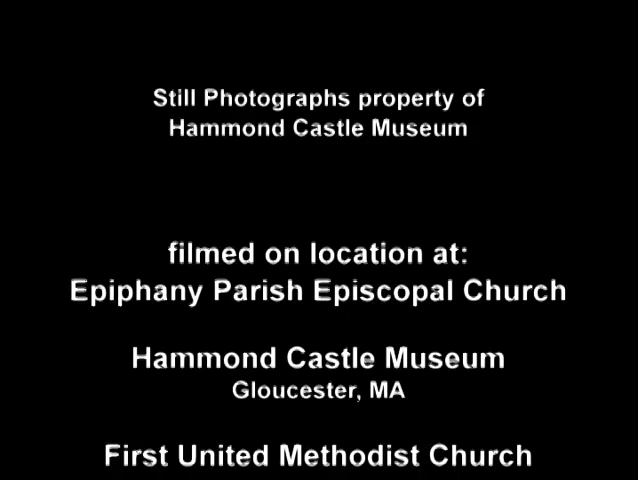 Still Photographs property of
Hammond Castle Museum
filmed on location at:
Epiphany Parish Episcopal Church
Hammond Castle Museum
Gloucester, MA
First United Methodist Church